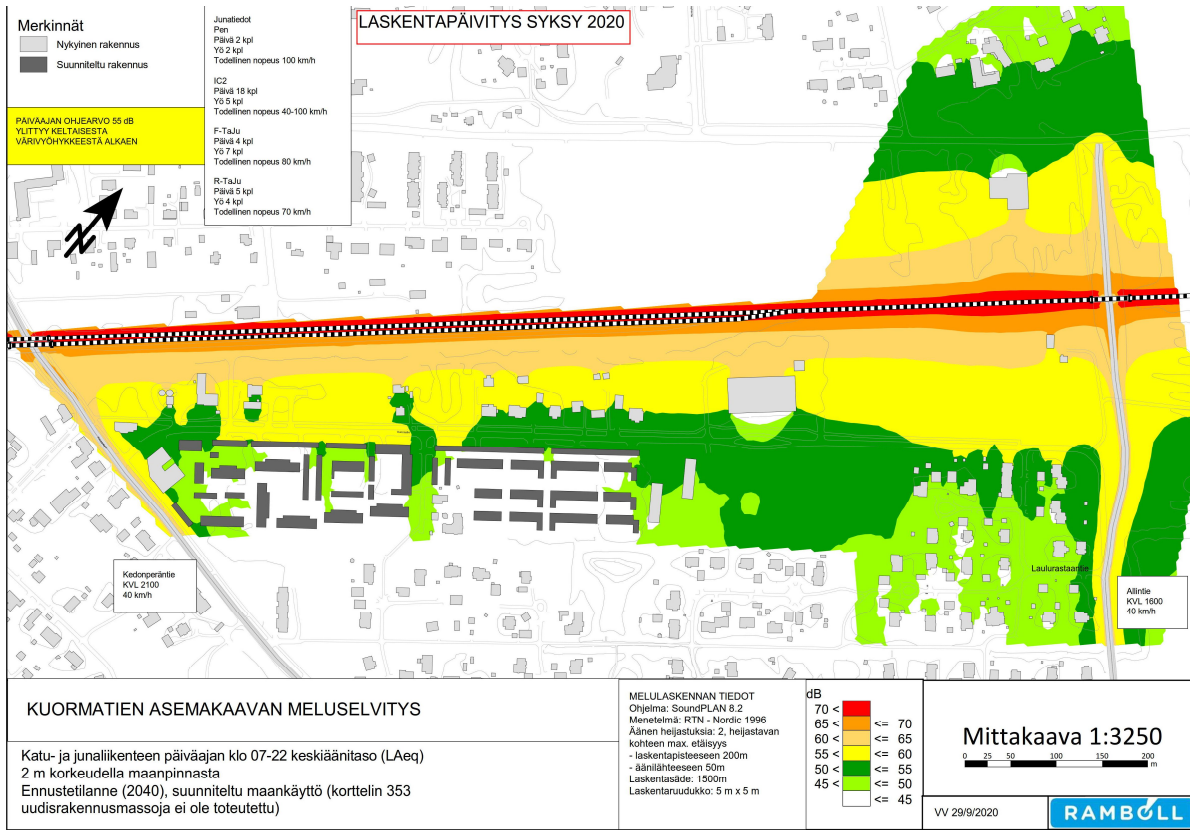 Merkinnät
Nykyinen rakennus
Suunniteltu rakennus
PÄIVÄAJAN OHJEARVO 55 dB
YLITTYY KELTAISESTA
VÄRIVYÖHYKKEESTÄ ALKAEN
Junatiedot
Pen
Päivä 2 kpl
Yö 2 kpl
Todellinen nopeus 100 km/h
IC2
Päivä 18 kpl
Yö 5 kpl
Todellinen nopeus 40-100 km/h
F-TaJu
Päivä 4 kpl
Yö 7 kpl
Todellinen nopeus 80 km/h
R-TaJu
Päivä 5 kpl
Yö 4 kpl
Todellinen nopeus 70 km/h
LASKENTAPÄIVITYS SYKSY 2020
N
Kedonperäntie
KVL 2100
40 km/h
Laulurastaantie
Allintie
KVL 1600
40 km/h
KUORMATIEN ASEMAKAAVAN MELUSELVITYS
Katu- ja junaliikenteen päiväajan klo 07-22 keskiäänitaso (LAeq)
2 m korkeudella maanpinnasta
Ennustetilanne (2040), suunniteltu maankäyttö (korttelin 353
uudisrakennusmassoja ei ole toteutettu)
MELULASKENNAN TIEDOT
Ohjelma: SoundPLAN 8.2
Menetelmä: RTN - Nordic 1996
Äänen heijastuksia: 2, heijastavan
kohteen max. etäisyys
- laskentapisteeseen 200m
- äänilähteeseen 50m
Laskentasäde: 1500m
Laskentaruudukko: 5 m x 5 m
dB
70 <
65 < <= 70
60 < <= 65
55 < <= 60
50 < <= 55
45 < <= 50
<= 45
Mittakaava 1:3250
0 25 50 100 150 200
m
VV 29/9/2020
RAMBOLL